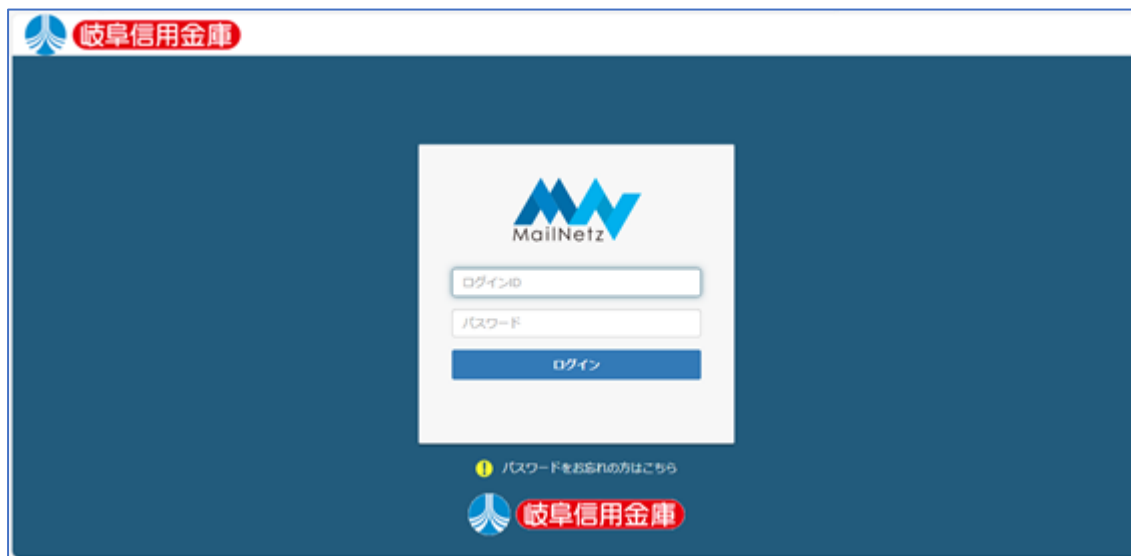 岐阜信用金庫
MailNetz
ログインID
パスワード
ログイン
パスワードをお忘れの方はこちら
岐阜信用金庫